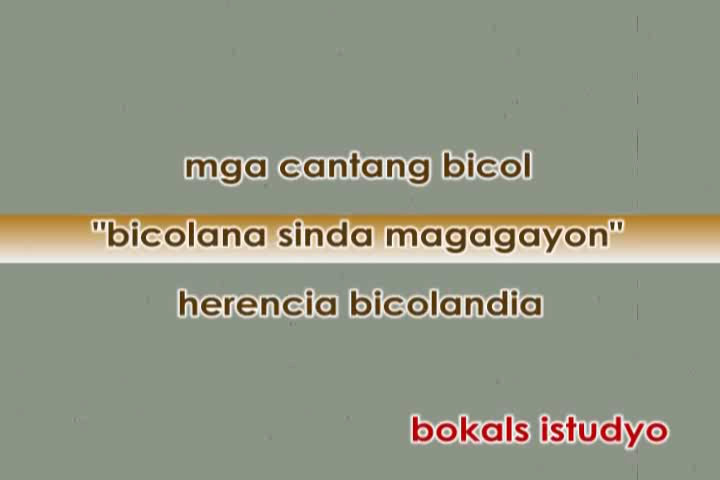 mga cantang bicol
"bicolana sinda magagayon"
herencia bicolandia
bokals istudyo